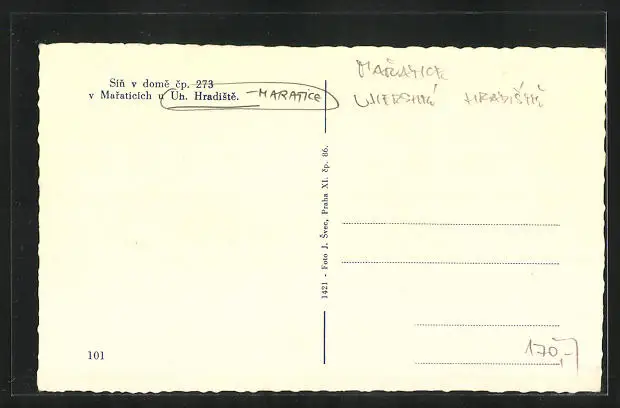 Síň v domě čp. 273
v Mařaticích u Uh. Hradiště. - MARATICE
MAŘATICE
UHERSKÉ HRADIŠTĚ
1421 - Foto J. Švec, Praha XI. čp. 86.
101
170,-